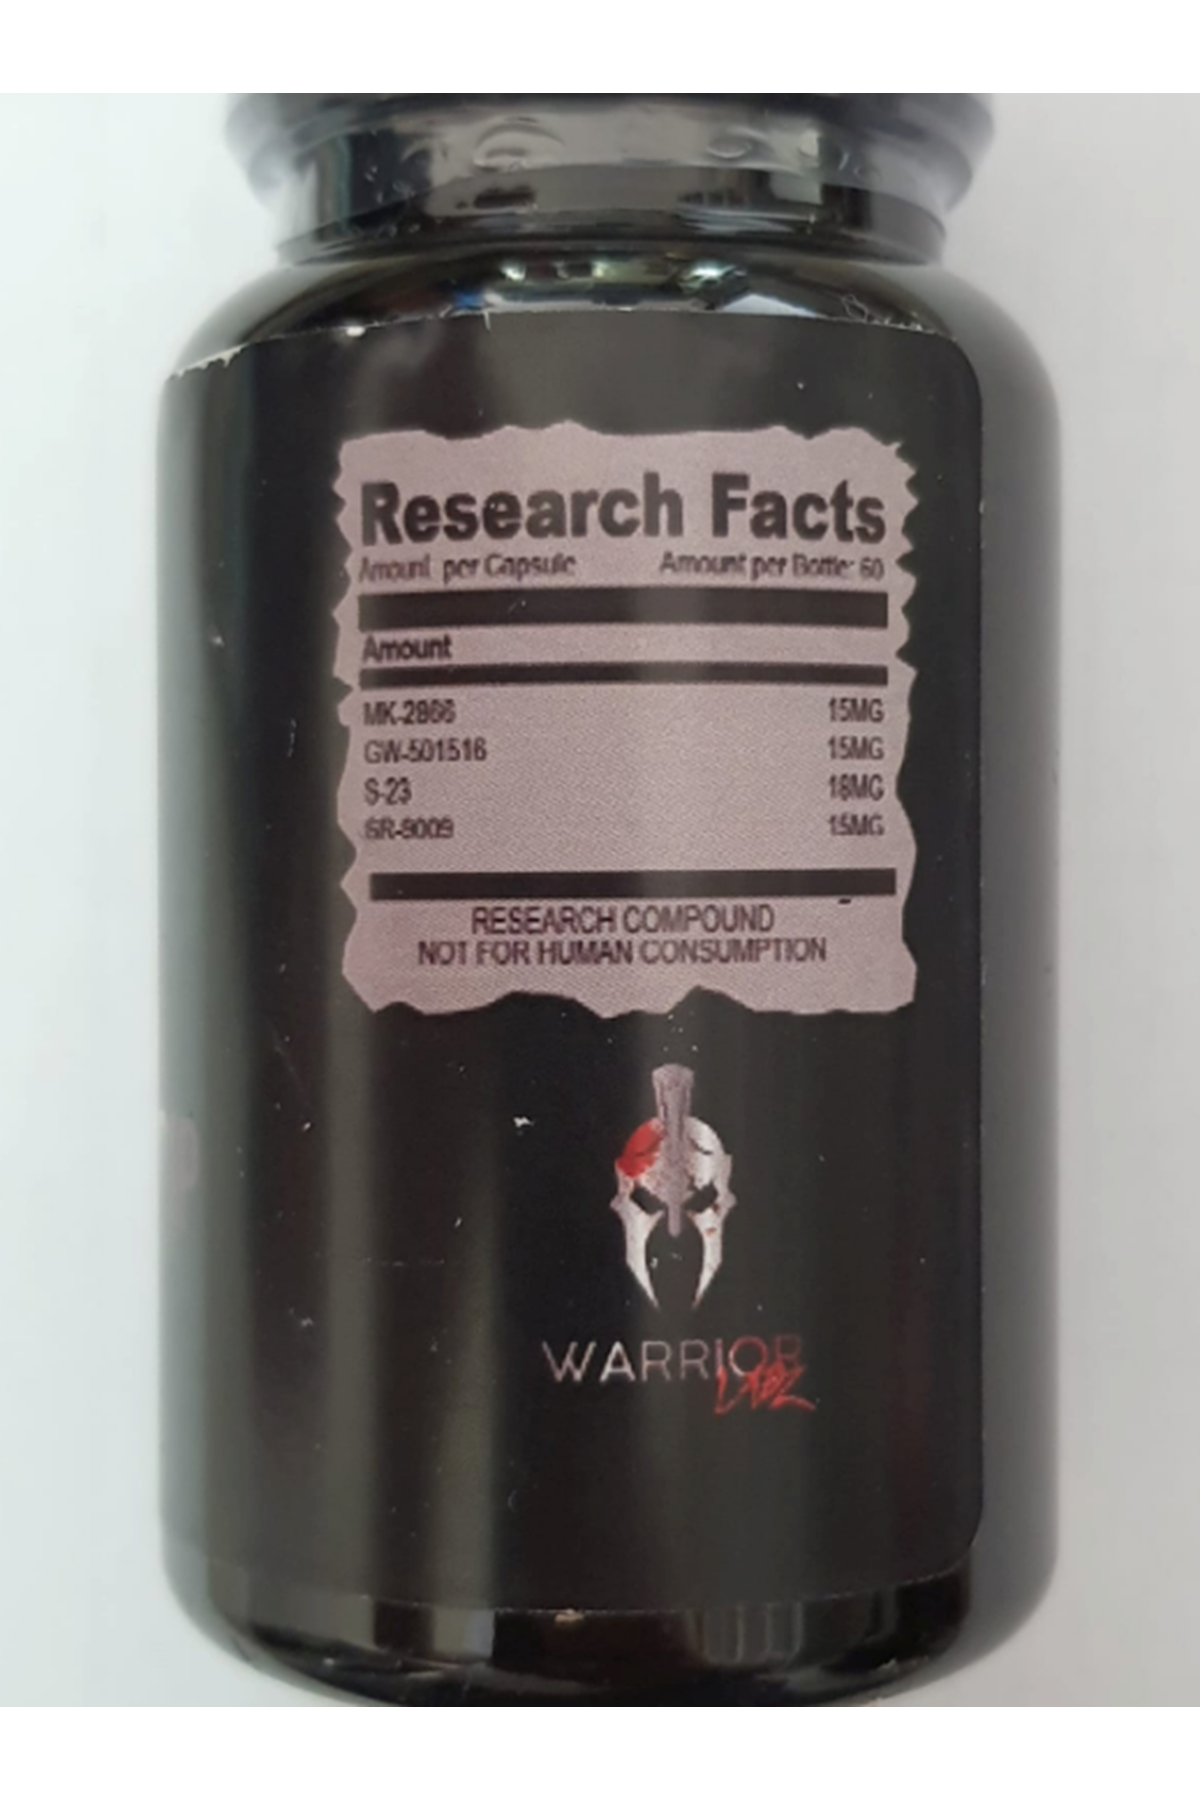 Research Facts
Amount per Capsule Amount per Bottle: 60
Amount
MK-2866 15MG
GW-501516 15MG
S-23 18MG
SR-9009 15MG
RESEARCH COMPOUND
NOT FOR HUMAN CONSUMPTION
WARRIOR
LABZ